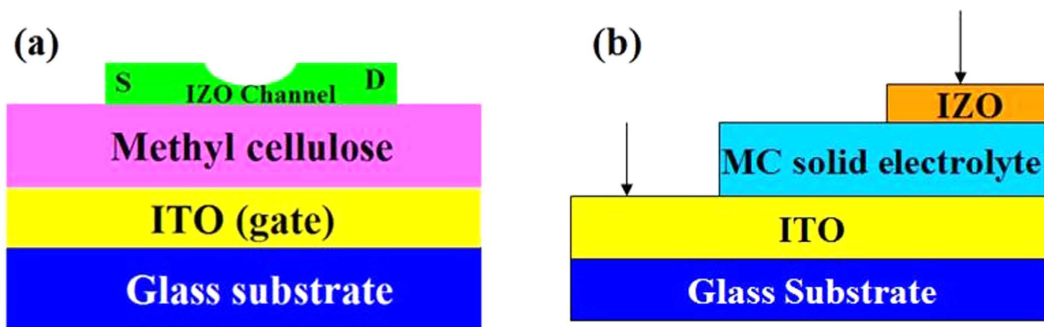 (a)
S
D
IZO Channel
Methyl cellulose
ITO (gate)
Glass substrate
(b)
IZO
MC solid electrolyte
ITO
Glass Substrate